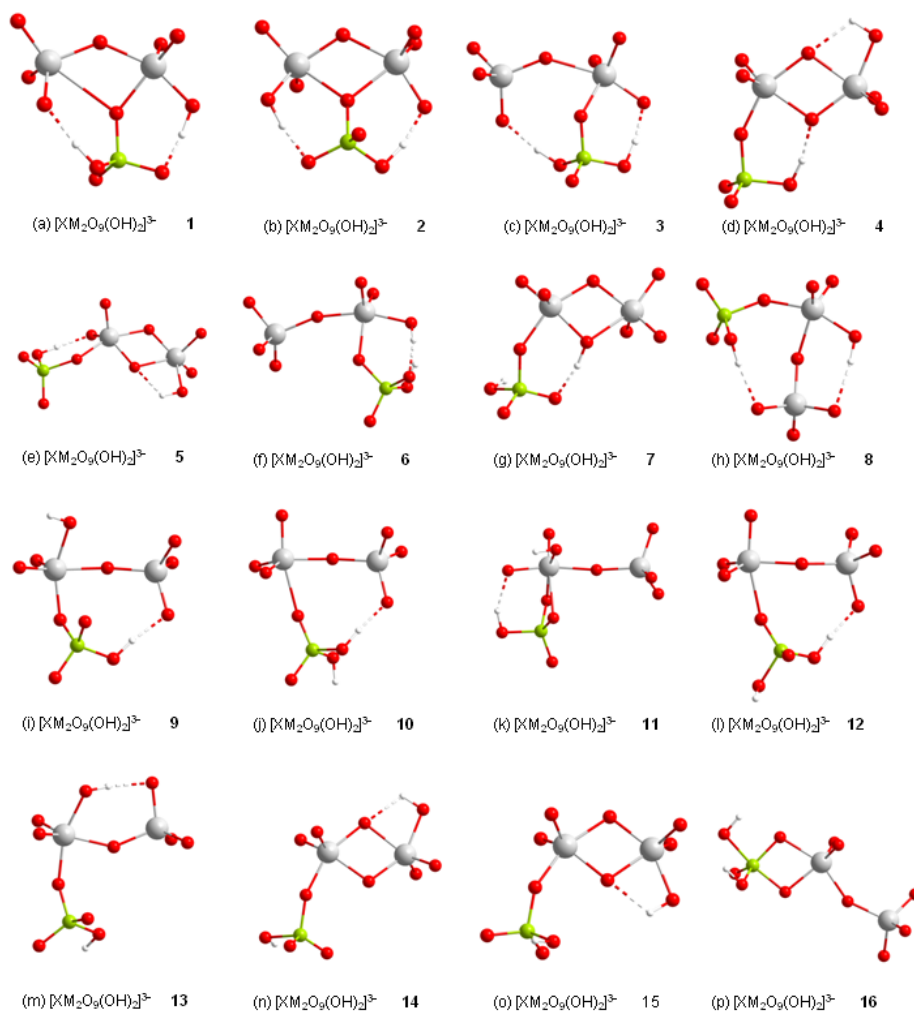 (a) [XM₂O₉(OH)₂]³⁻ 1 (b) [XM₂O₉(OH)₂]³⁻ 2 (c) [XM₂O₉(OH)₂]³⁻ 3 (d) [XM₂O₉(OH)₂]³⁻ 4
(e) [XM₂O₉(OH)₂]³⁻ 5 (f) [XM₂O₉(OH)₂]³⁻ 6 (g) [XM₂O₉(OH)₂]³⁻ 7 (h) [XM₂O₉(OH)₂]³⁻ 8
(i) [XM₂O₉(OH)₂]³⁻ 9 (j) [XM₂O₉(OH)₂]³⁻ 10 (k) [XM₂O₉(OH)₂]³⁻ 11 (l) [XM₂O₉(OH)₂]³⁻ 12
(m) [XM₂O₉(OH)₂]³⁻ 13 (n) [XM₂O₉(OH)₂]³⁻ 14 (o) [XM₂O₉(OH)₂]³⁻ 15 (p) [XM₂O₉(OH)₂]³⁻ 16